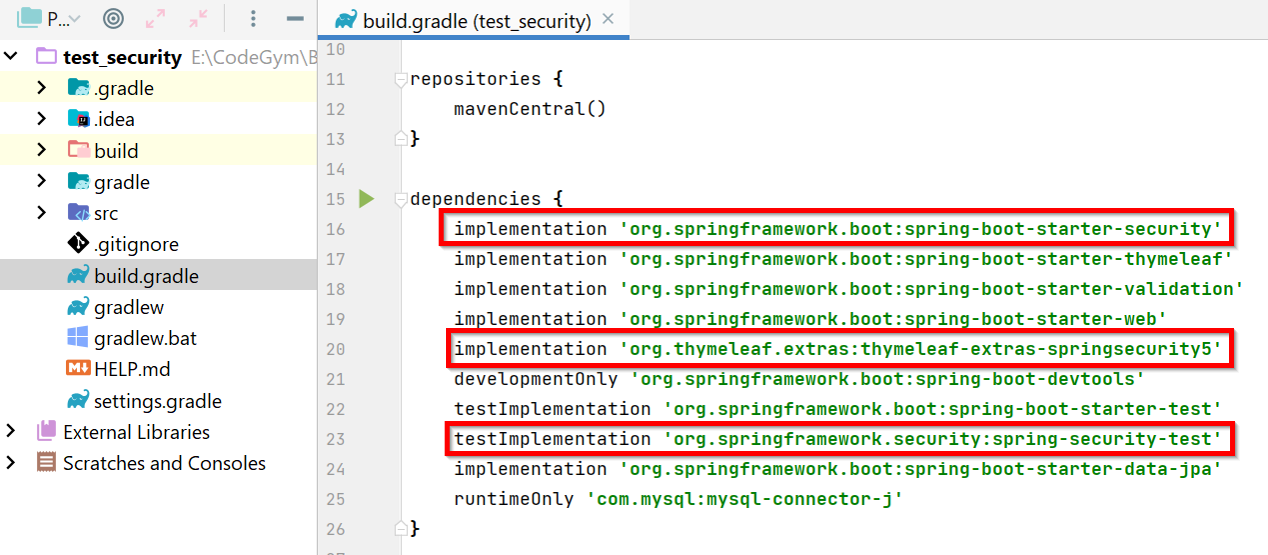 P...
build.gradle (test_security)
test_security E:\CodeGym\B
.gradle
.idea
build
gradle
src
.gitignore
build.gradle
gradlew
gradlew.bat
HELP.md
settings.gradle
External Libraries
Scratches and Consoles
10
11 repositories {
12 mavenCentral()
13 }
14
15 dependencies {
16 implementation 'org.springframework.boot:spring-boot-starter-security'
17 implementation 'org.springframework.boot:spring-boot-starter-thymeleaf'
18 implementation 'org.springframework.boot:spring-boot-starter-validation'
19 implementation 'org.springframework.boot:spring-boot-starter-web'
20 implementation 'org.thymeleaf.extras:thymeleaf-extras-springsecurity5'
21 developmentOnly 'org.springframework.boot:spring-boot-devtools'
22 testImplementation 'org.springframework.boot:spring-boot-starter-test'
23 testImplementation 'org.springframework.security:spring-security-test'
24 implementation 'org.springframework.boot:spring-boot-starter-data-jpa'
25 runtimeOnly 'com.mysql:mysql-connector-j'
26 }